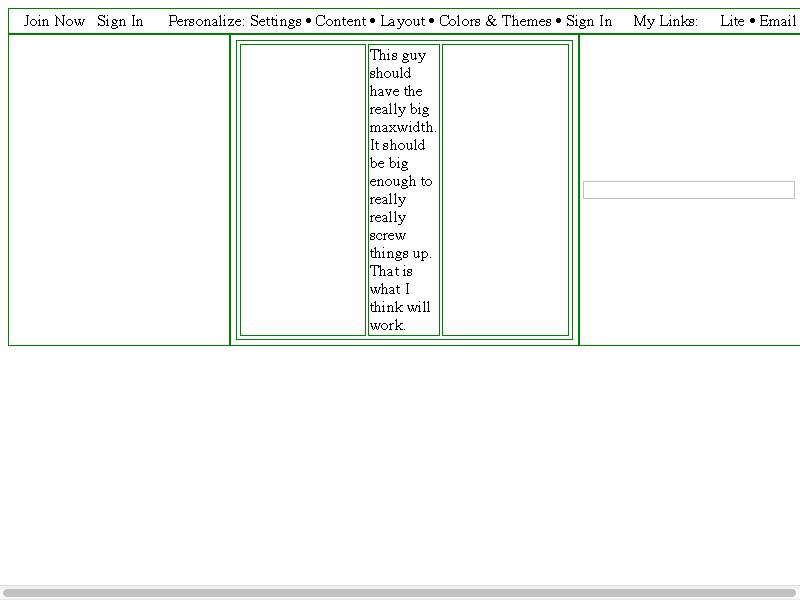 Join Now Sign In Personalize: Settings • Content • Layout • Colors & Themes • Sign In My Links: Lite • Email
This guy
should
have the
really big
maxwidth.
It should
be big
enough to
really
really
screw
things up.
That is
what I
think will
work.